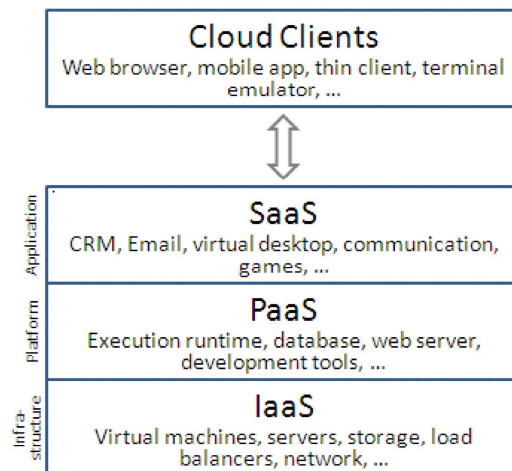 Cloud Clients
Web browser, mobile app, thin client, terminal
emulator, ...
Application
SaaS
CRM, Email, virtual desktop, communication,
games, ...
Platform
PaaS
Execution runtime, database, web server,
development tools, ...
Infra-
structure
IaaS
Virtual machines, servers, storage, load
balancers, network, ...